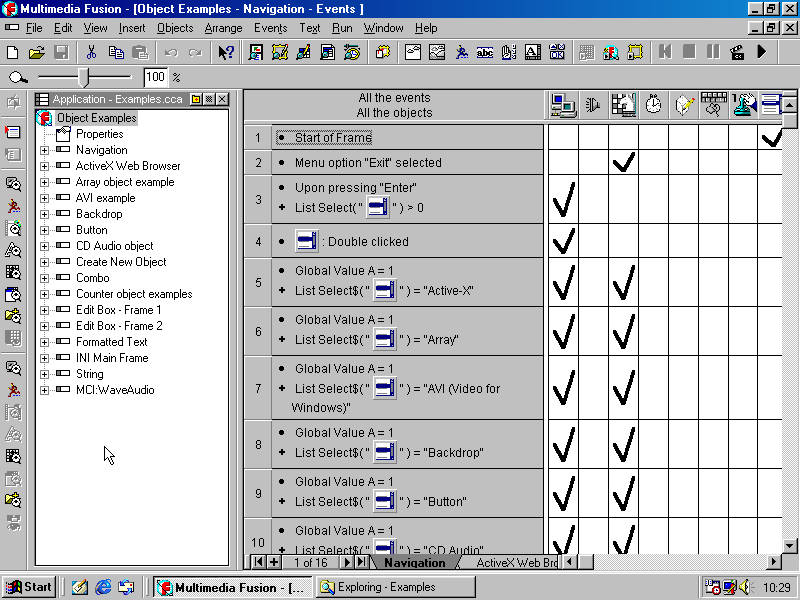 Multimedia Fusion - [Object Examples - Navigation - Events ]
File Edit View Insert Objects Arrange Events Text Run Window Help
100 %
Application - Examples.cca
Object Examples
Properties
Navigation
ActiveX Web Browser
Array object example
AVI example
Backdrop
Button
CD Audio object
Create New Object
Combo
Counter object examples
Edit Box - Frame 1
Edit Box - Frame 2
Formatted Text
INI Main Frame
String
MCI:WaveAudio
All the events
All the objects
1 • Start of Frame
2 • Menu option "Exit" selected
3 • Upon pressing "Enter"
+ List Select( " " ) > 0
4 • : Double clicked
5 • Global Value A = 1
+ List Select$( " " ) = "Active-X"
6 • Global Value A = 1
+ List Select$( " " ) = "Array"
7 • Global Value A = 1
+ List Select$( " " ) = "AVI (Video for
Windows)"
8 • Global Value A = 1
+ List Select$( " " ) = "Backdrop"
9 • Global Value A = 1
+ List Select$( " " ) = "Button"
10 • Global Value A = 1
+ List Select$( " " ) = "CD Audio"
1 of 16 Navigation ActiveX Web Bro
Start Multimedia Fusion - [... Exploring - Examples 10:29